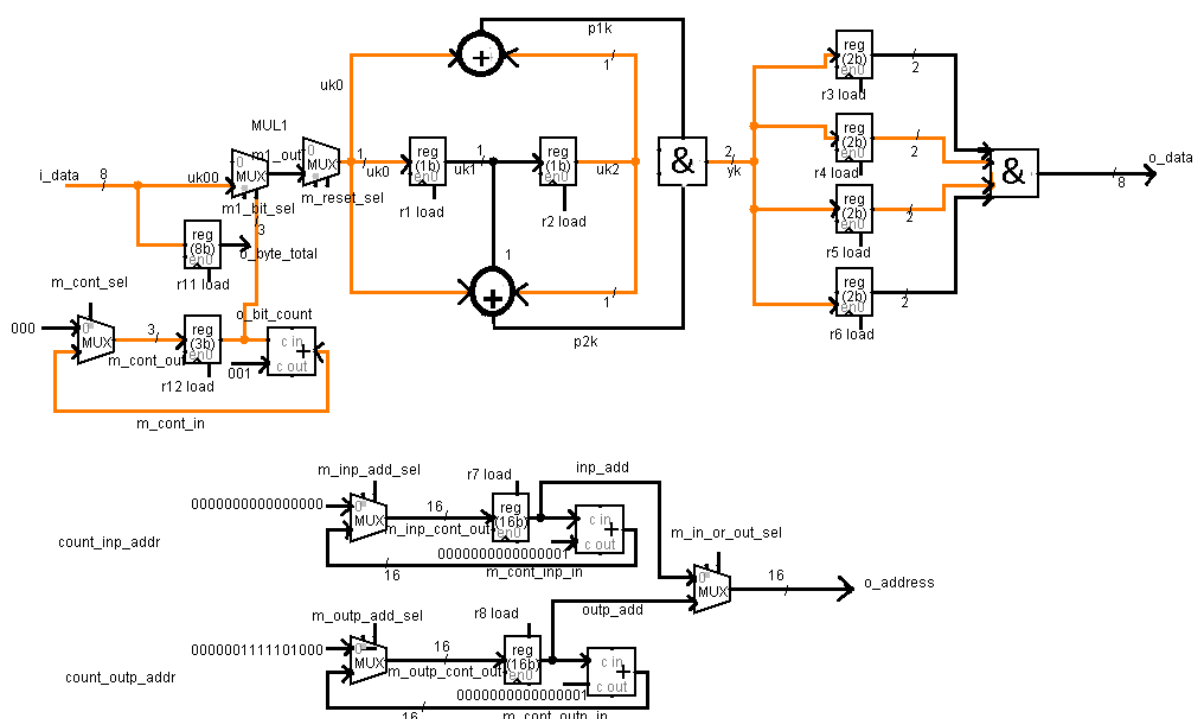 p1k
1
uk0
MUL1
0
m1_out
MUX
0
MUX
1
uk0
reg
(1b)
en0
uk1
1
reg
(1b)
en0
uk2
&
2
yk
i_data
8
uk00
m1_bit_sel
m_reset_sel
r1 load
r2 load
3
reg
(8b)
en0
o_byte_total
r11 load
1
+
+
1
p2k
m_cont_sel
000
0
MUX
3
m_cont_out
reg
(3b)
en0
o_bit_count
c in
+
c out
001
r12 load
m_cont_in
reg
(2b)
en0
2
r3 load
reg
(2b)
en0
2
r4 load
reg
(2b)
en0
2
r5 load
reg
(2b)
en0
2
r6 load
&
8
o_data
m_inp_add_sel
r7 load
inp_add
0000000000000000
0
MUX
16
m_inp_cont_out
reg
(16b)
en0
c in
+
c out
0000000000000001
count_inp_addr
16
m_cont_inp_in
m_in_or_out_sel
0
MUX
16
o_address
m_outp_add_sel
r8 load
outp_add
0000001111101000
0
MUX
16
m_outp_cont_out
reg
(16b)
en0
c in
+
c out
0000000000000001
count_outp_addr
16
m_cont_outp_in